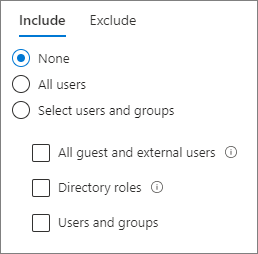 Include Exclude
None
All users
Select users and groups
All guest and external users
Directory roles
Users and groups